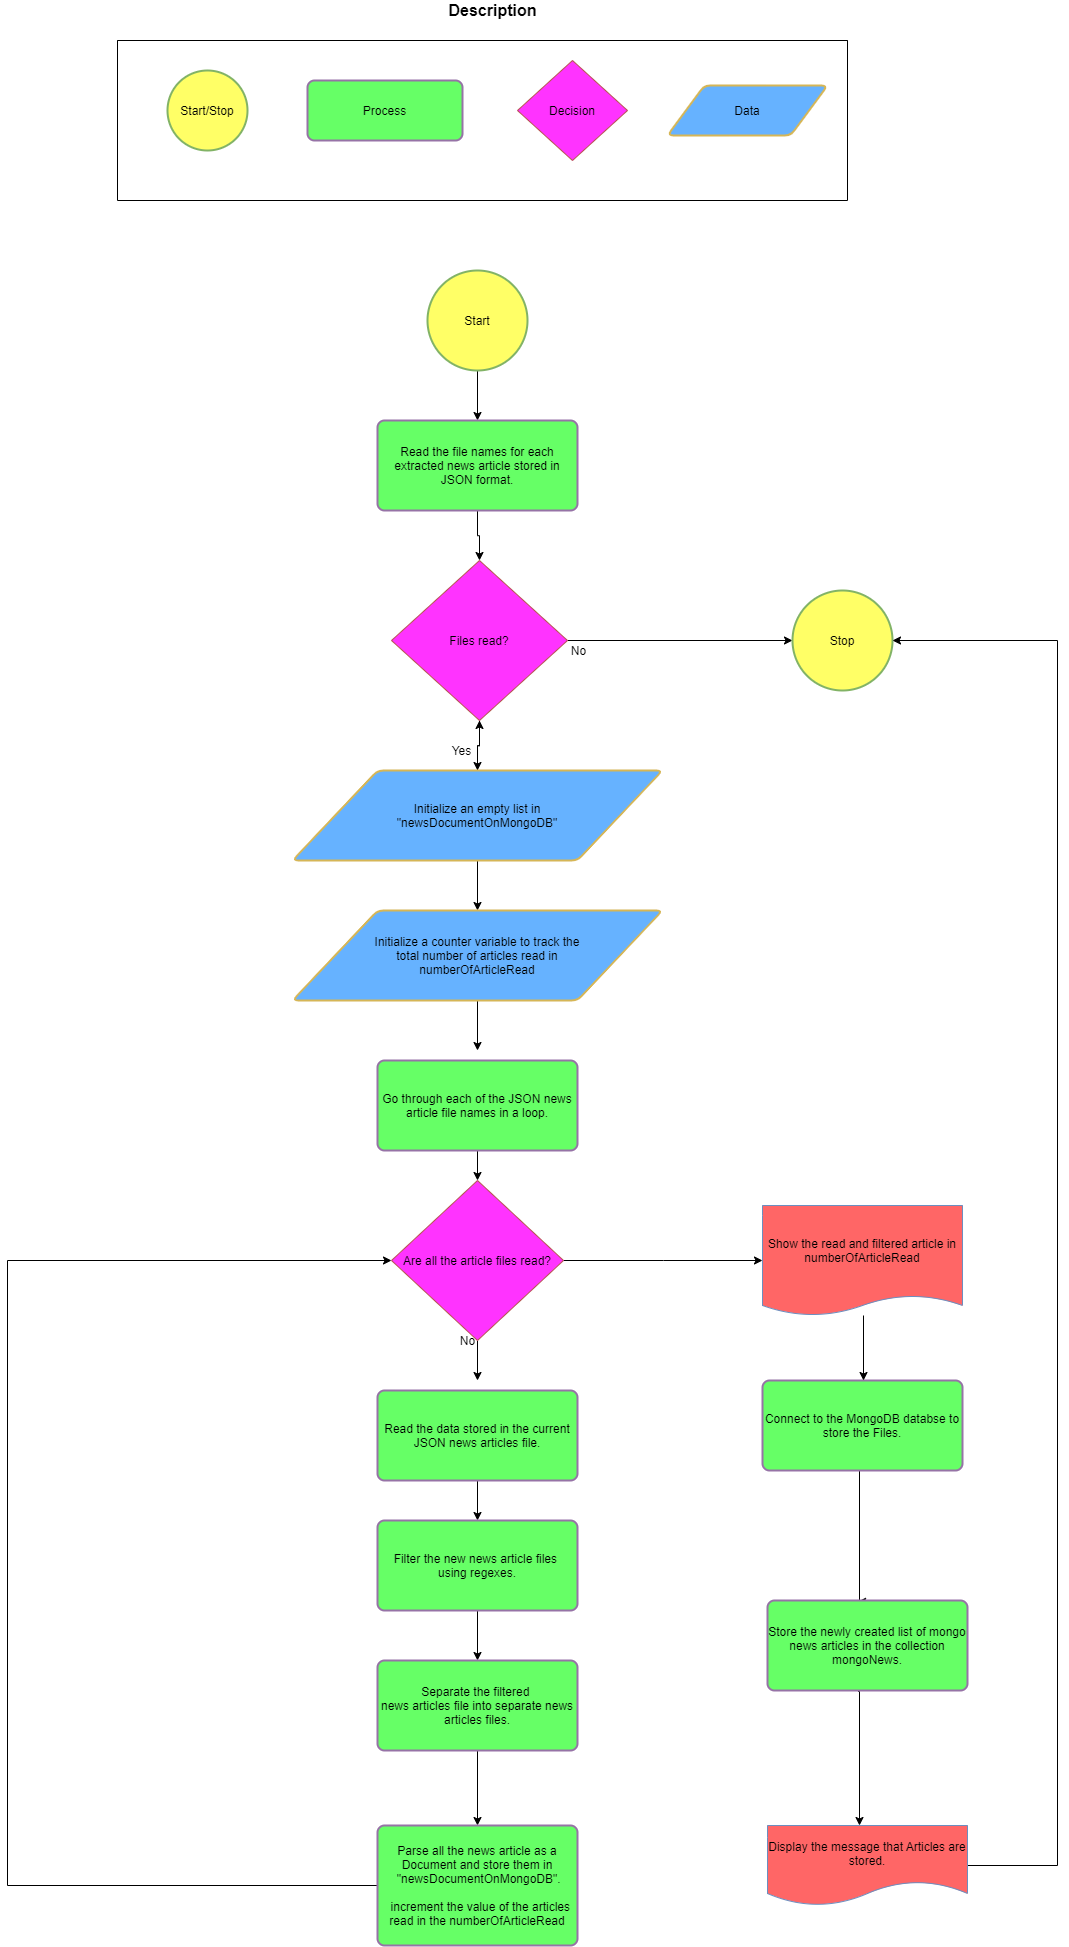 Description
Start/Stop
Process
Decision
Data
Start
Read the file names for each
extracted news article stored in
JSON format.
Files read?
No
Stop
Yes
Initialize an empty list in
"newsDocumentOnMongoDB"
Initialize a counter variable to track the
total number of articles read in
numberOfArticleRead
Go through each of the JSON news
article file names in a loop.
Are all the article files read?
Show the read and filtered article in
numberOfArticleRead
No
Connect to the MongoDB databse to
store the Files.
Read the data stored in the current
JSON news articles file.
Filter the new news article files
using regexes.
Store the newly created list of mongo
news articles in the collection
mongoNews.
Separate the filtered
news articles file into separate news
articles files.
Parse all the news article as a
Document and store them in
"newsDocumentOnMongoDB".
increment the value of the articles
read in the numberOfArticleRead
Display the message that Articles are
stored.